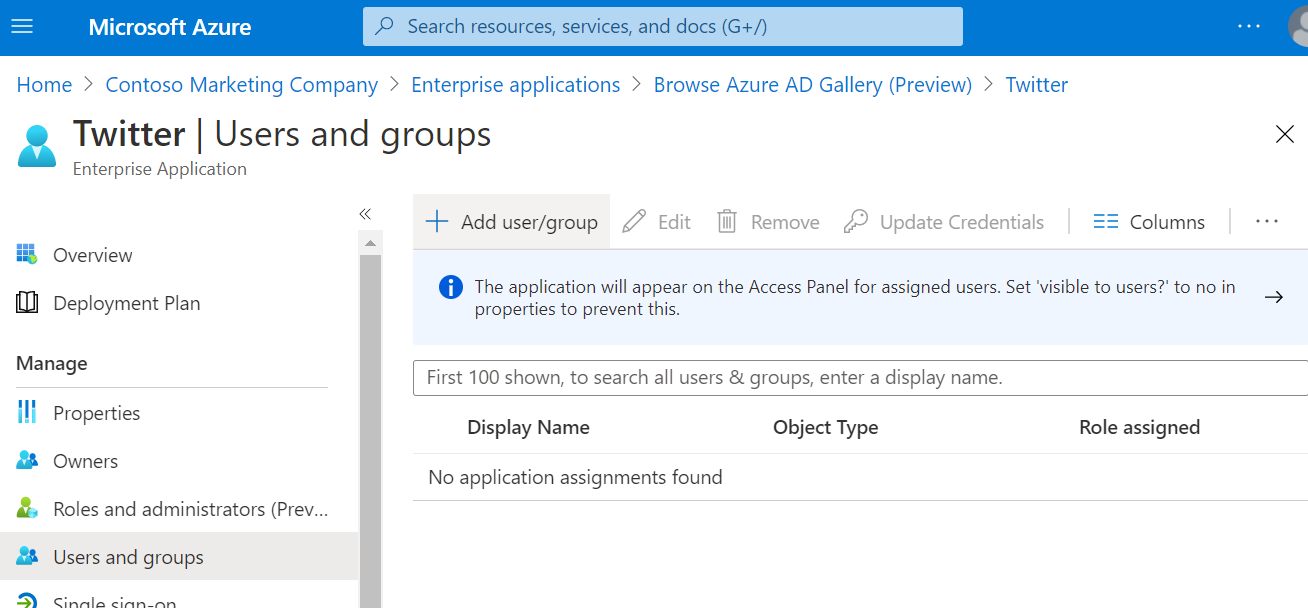 Microsoft Azure
Search resources, services, and docs (G+/)
Home > Contoso Marketing Company > Enterprise applications > Browse Azure AD Gallery (Preview) > Twitter
Twitter | Users and groups
Enterprise Application
Overview
Deployment Plan
Manage
Properties
Owners
Roles and administrators (Prev...
Users and groups
Single sign-on
Add user/group Edit Remove Update Credentials Columns
The application will appear on the Access Panel for assigned users. Set 'visible to users?' to no in
properties to prevent this.
First 100 shown, to search all users & groups, enter a display name.
Display Name Object Type Role assigned
No application assignments found